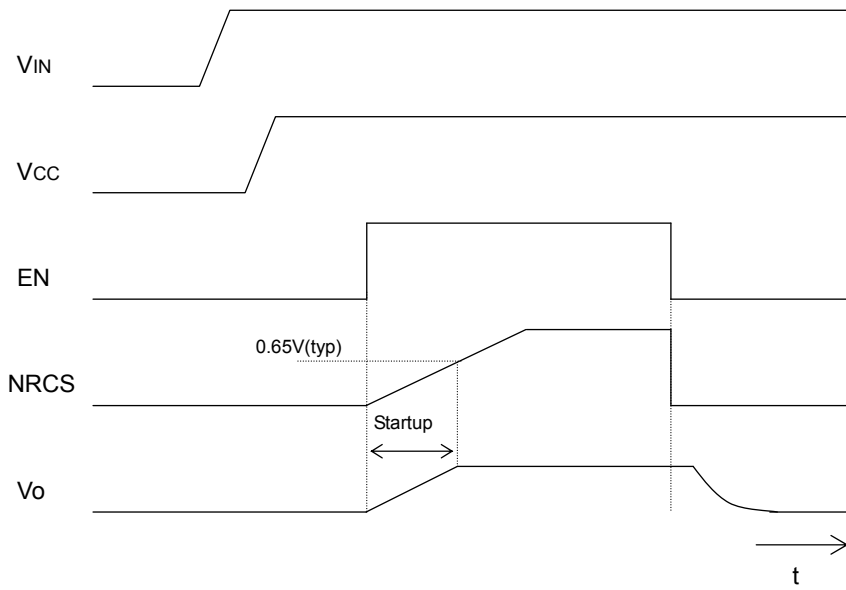 VIN
VCC
EN
0.65V(typ)
NRCS
Startup
Vo
t